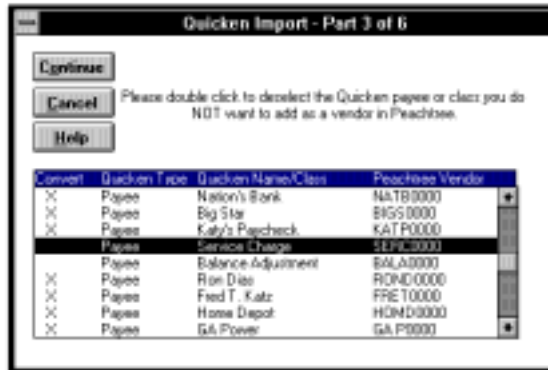 Quicken Import - Part 3 of 6
Continue
Cancel
Please double click to deselect the Quicken payee or class you do
NOT want to add as a vendor in Peachtree.
Help
Convert Quicken Type Quicken Name/Class Peachtree Vendor
X Payee Nation's Bank NATB0000
X Payee Big Star BIGS0000
X Payee Katy's Paycheck KATP0000
Payee Service Charge SERC0000
Payee Balance Adjustment BALA0000
X Payee Ron Dias ROND0000
X Payee Fred T. Katz FRET0000
X Payee Home Depot HOMD0000
X Payee GA Power GA P0000